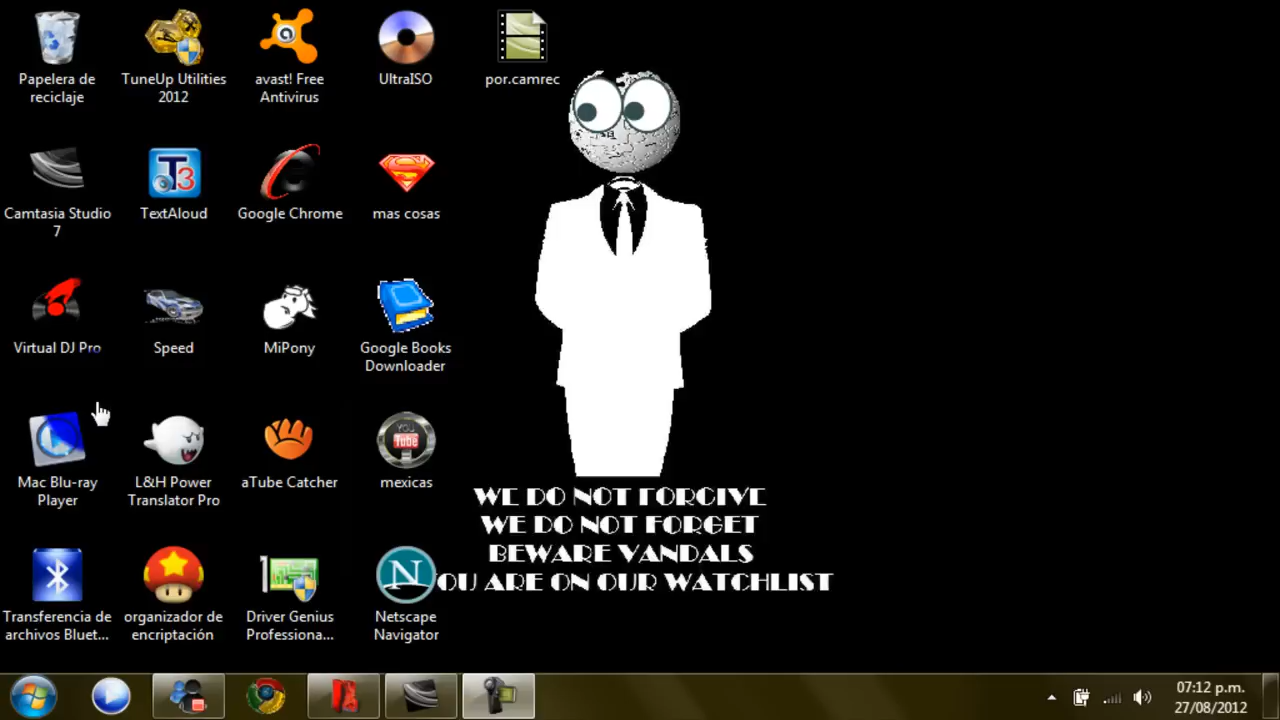 Papelera de
reciclaje
TuneUp Utilities
2012
avast! Free
Antivirus
UltraISO
por.camrec
Camtasia Studio
7
TextAloud
Google Chrome
mas cosas
Virtual DJ Pro
Speed
MiPony
Google Books
Downloader
Mac Blu-ray
Player
L&H Power
Translator Pro
aTube Catcher
YOU
Tube
mexicas
WE DO NOT FORGIVE
WE DO NOT FORGET
BEWARE VANDALS
OU ARE ON OUR WATCHLIST
Transferencia de
archivos Bluet...
organizador de
encriptación
Driver Genius
Professiona...
N
Netscape
Navigator
07:12 p.m.
27/08/2012